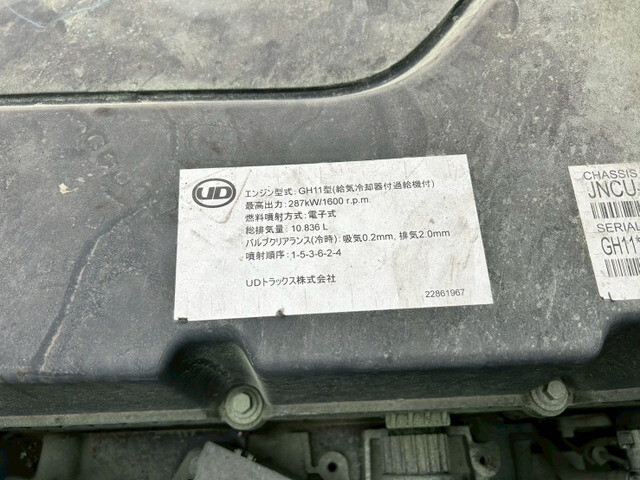 UD
エンジン型式: GH11型(給気冷却器付過給機付)
最高出力: 287kW/1600 r.p.m
燃料噴射方式: 電子式
総排気量: 10.836 L
バルブクリアランス(冷時): 吸気0.2mm, 排気2.0mm
噴射順序: 1-5-3-6-2-4
UDトラックス株式会社
22861967
CHASSIS
JNCU
SERIAL
GH11